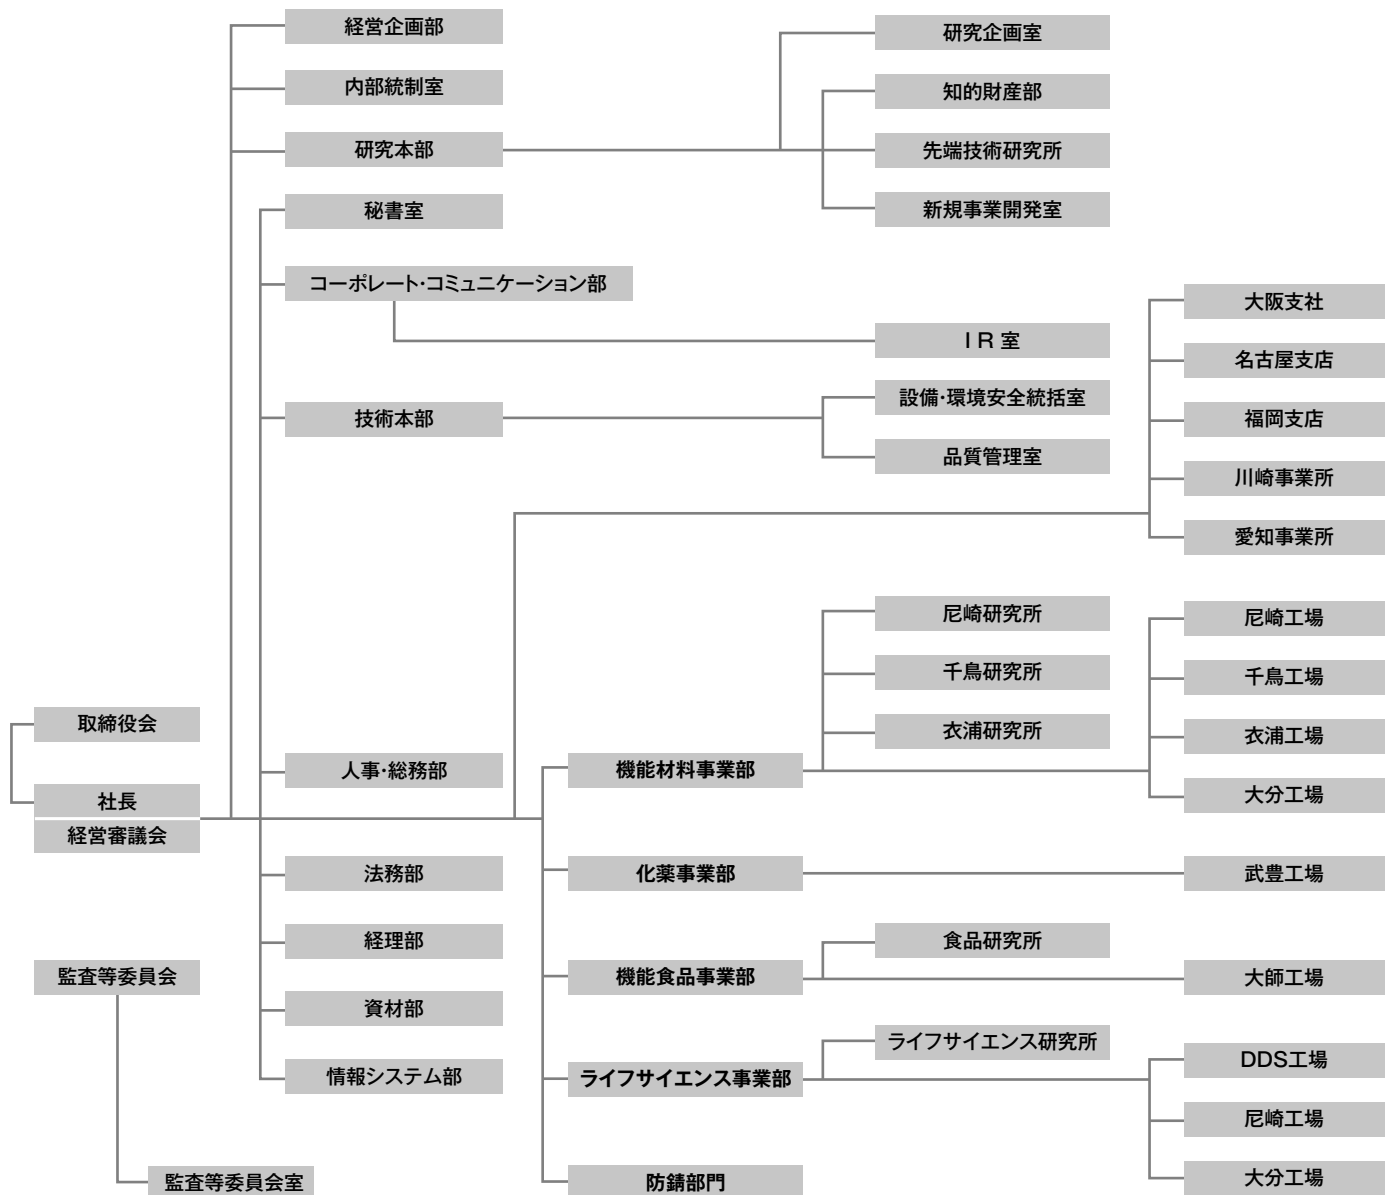 経営企画部
内部統制室
研究本部
研究企画室
知的財産部
先端技術研究所
新規事業開発室
秘書室
コーポレート・コミュニケーション部
IR室
技術本部
設備・環境安全統括室
品質管理室
大阪支社
名古屋支店
福岡支店
川崎事業所
愛知事業所
取締役会
社長
経営審議会
人事・総務部
法務部
経理部
資材部
情報システム部
監査等委員会
監査等委員会室
機能材料事業部
尼崎研究所
千鳥研究所
衣浦研究所
尼崎工場
千鳥工場
衣浦工場
大分工場
化薬事業部
武豊工場
機能食品事業部
食品研究所
大師工場
ライフサイエンス事業部
ライフサイエンス研究所
DDS工場
尼崎工場
大分工場
防錆部門